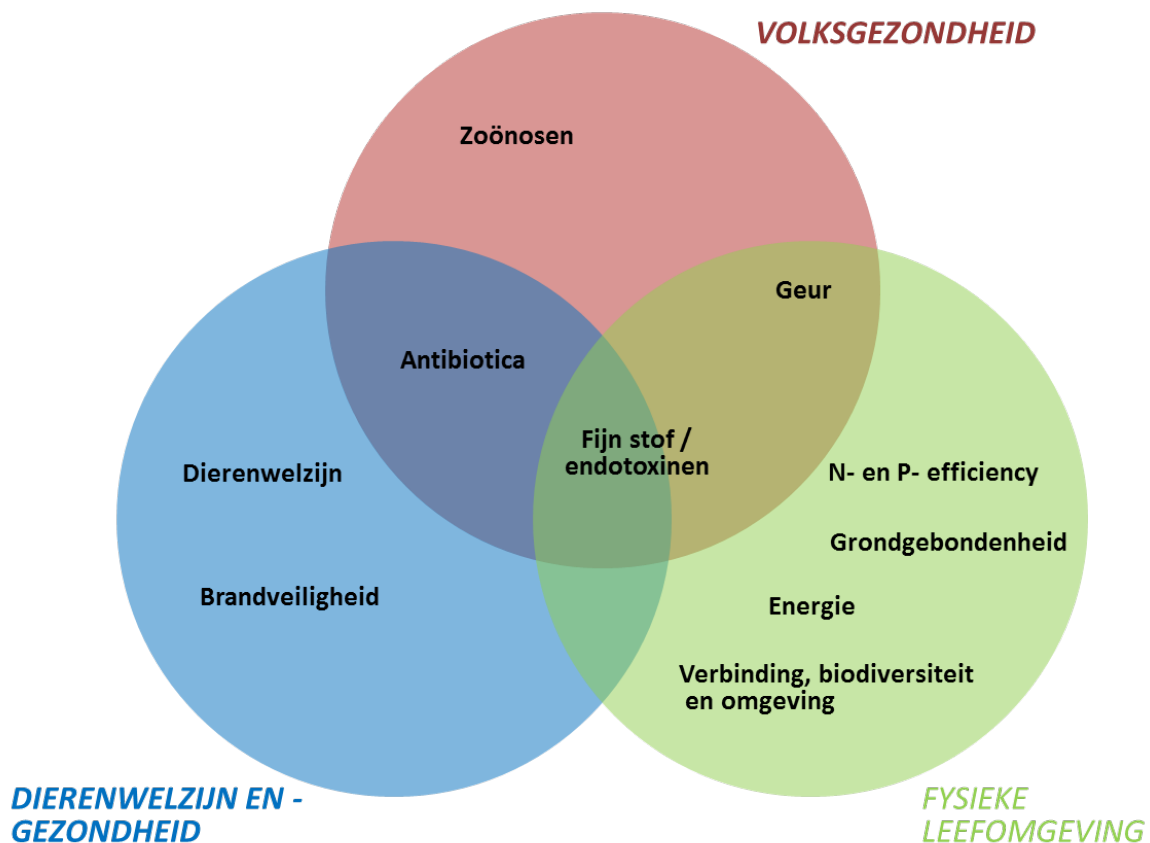 VOLKSGEZONDHEID
Zoönosen
Geur
Antibiotica
Fijn stof /
endotoxinen
Dierenwelzijn
N- en P- efficiency
Grondgebondenheid
Brandveiligheid
Energie
Verbinding, biodiversiteit
en omgeving
DIERENWELZIJN EN -
GEZONDHEID
FYSIEKE
LEEFOMGEVING